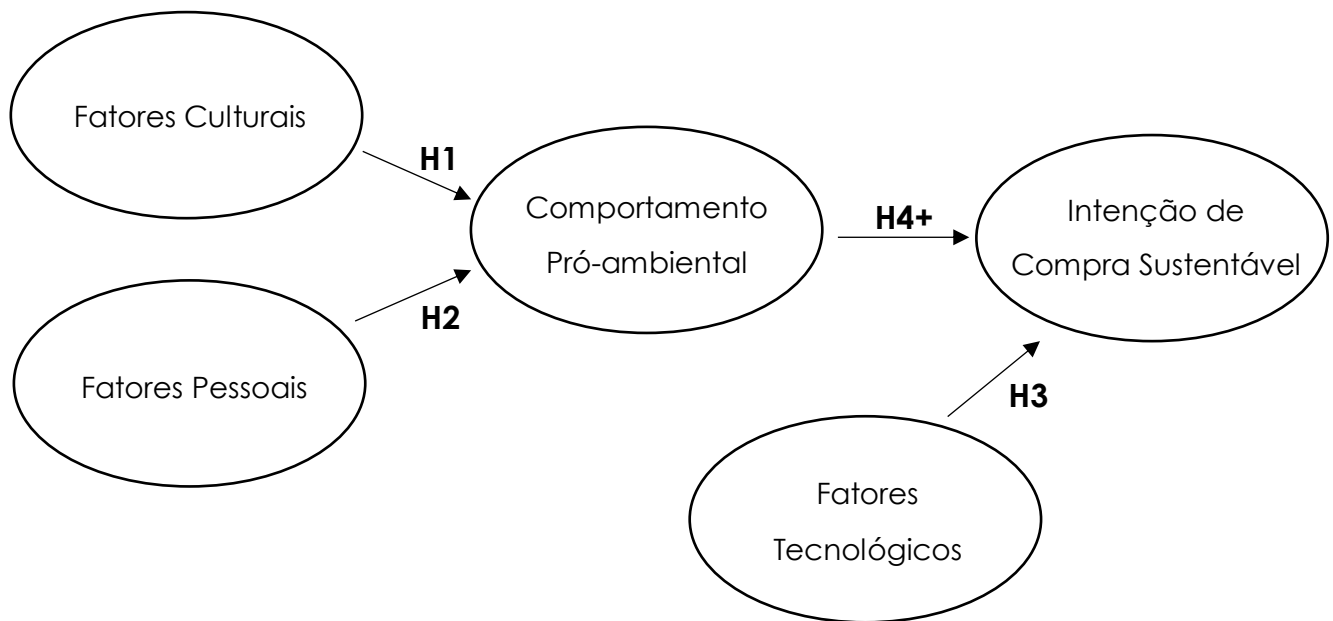 Fatores Culturais
H1
Comportamento
Pró-ambiental
H4+
Intenção de
Compra Sustentável
H2
Fatores Pessoais
H3
Fatores
Tecnológicos